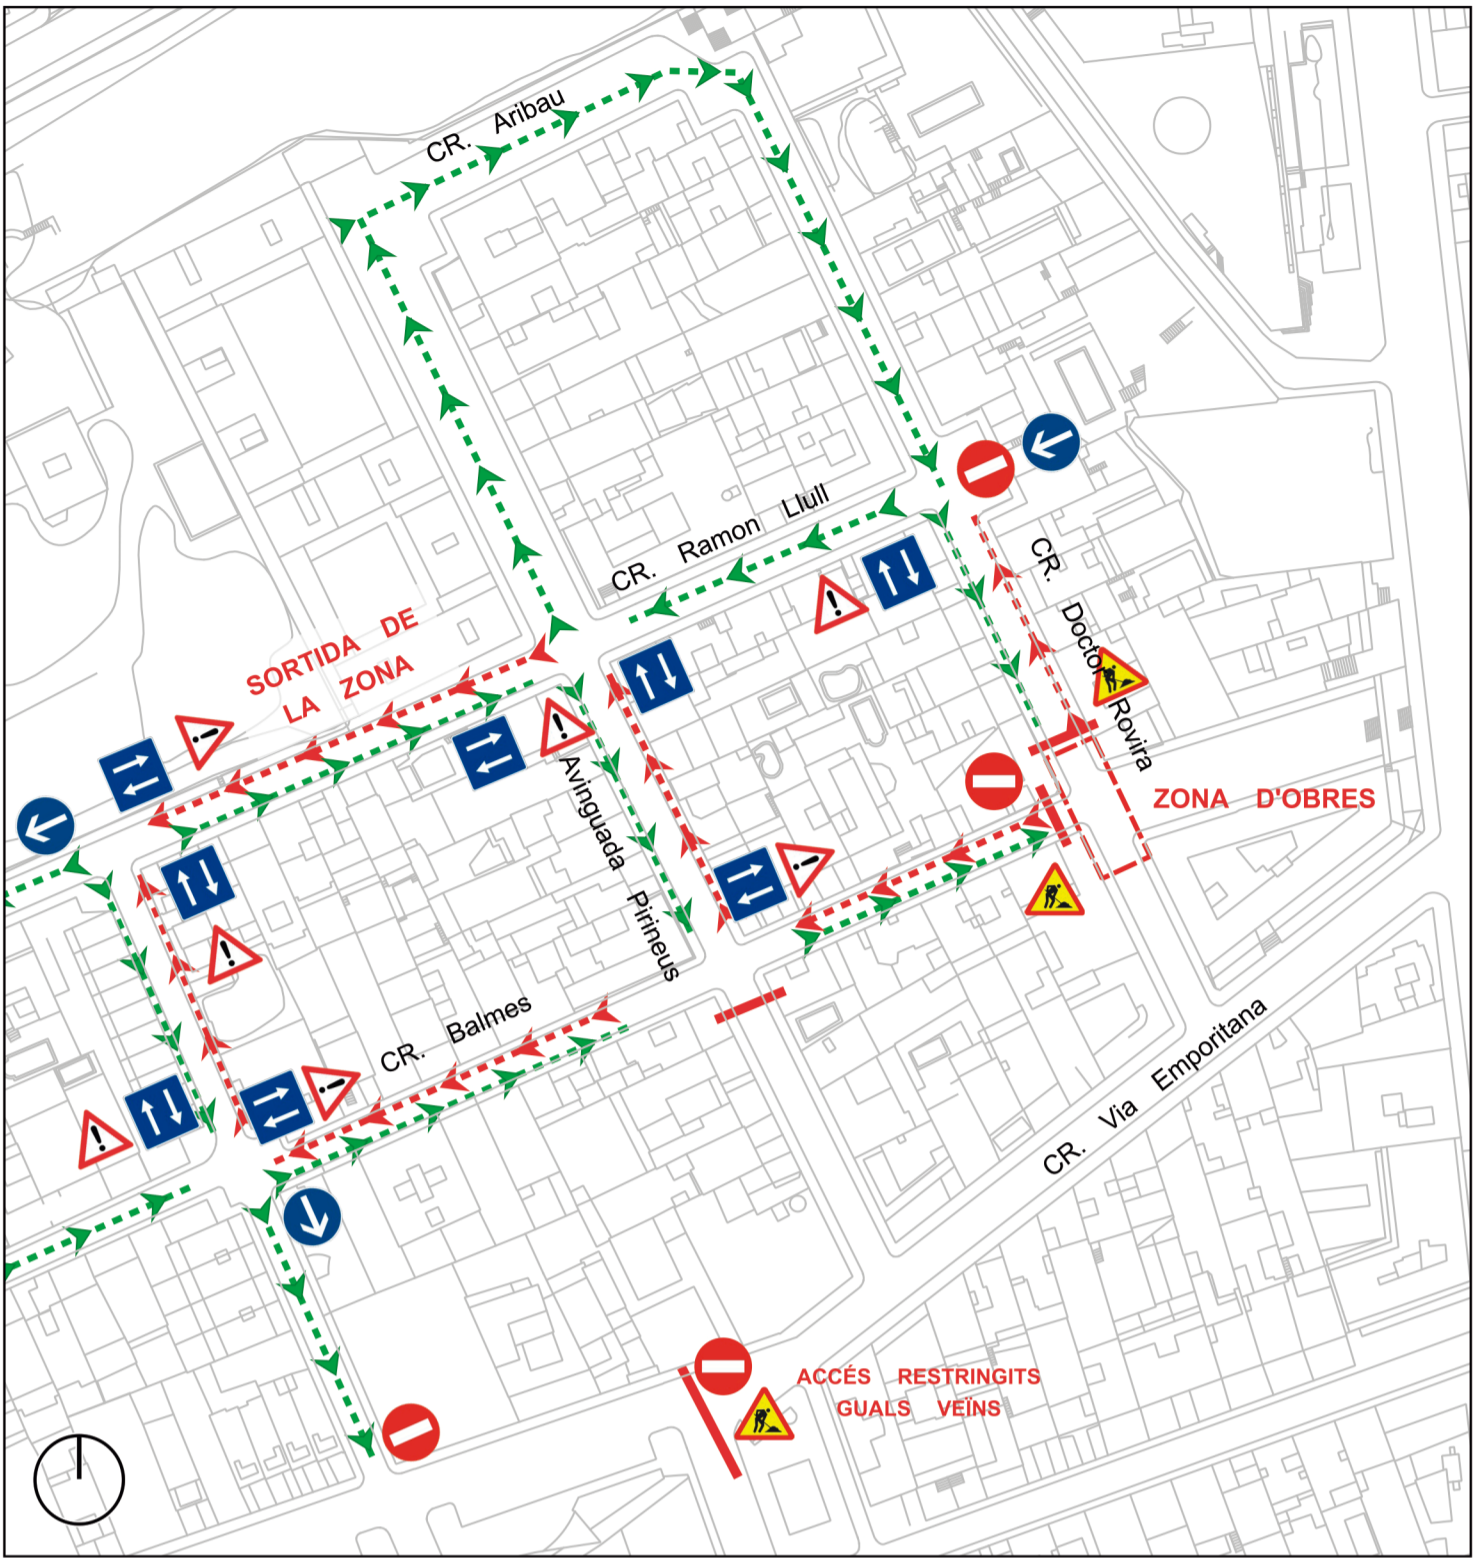 CR. Aribau
CR. Ramon Llull
CR. Doctor Rovira
SORTIDA DE
LA ZONA
Avinguada Pirineus
ZONA D'OBRES
CR. Balmes
CR. Via Emporitana
ACCÉS RESTRINGITS
GUALS VEÏNS